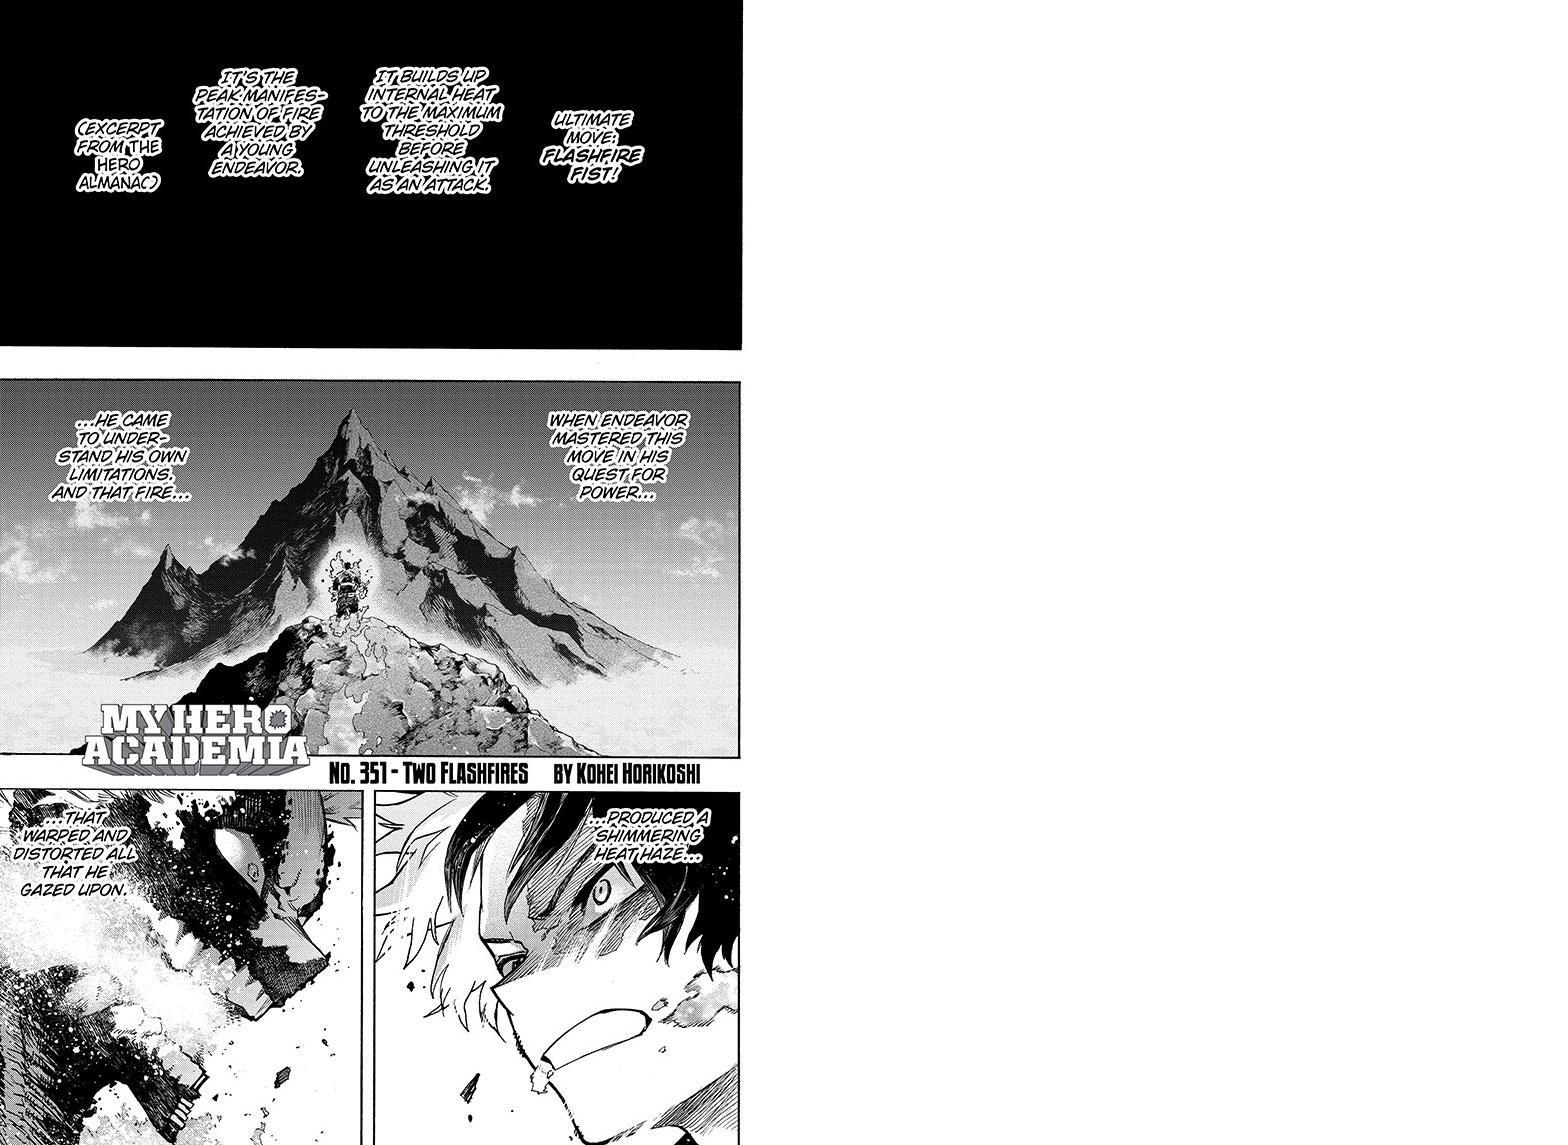 ULTIMATE
MOVE:
FLASHFIRE
FIST!
IT BUILDS UP
INTERNAL HEAT
TO THE MAXIMUM
THRESHOLD
BEFORE
UNLEASHING IT
AS AN ATTACK.
IT'S THE
PEAK MANIFES-
TATION OF FIRE
ACHIEVED BY
A YOUNG
ENDEAVOR.
(EXCERPT
FROM THE
HERO
ALMANAC)
WHEN ENDEAVOR
MASTERED THIS
MOVE IN HIS
QUEST FOR
POWER...
...HE CAME
TO UNDER-
STAND HIS OWN
LIMITATIONS.
AND THAT FIRE...
MY HERO
ACADEMIA
No. 351 - Two Flashfires by Kohei Horikoshi
...PRODUCED A
SHIMMERING
HEAT HAZE...
...THAT
WARPED AND
DISTORTED ALL
THAT HE
GAZED UPON.